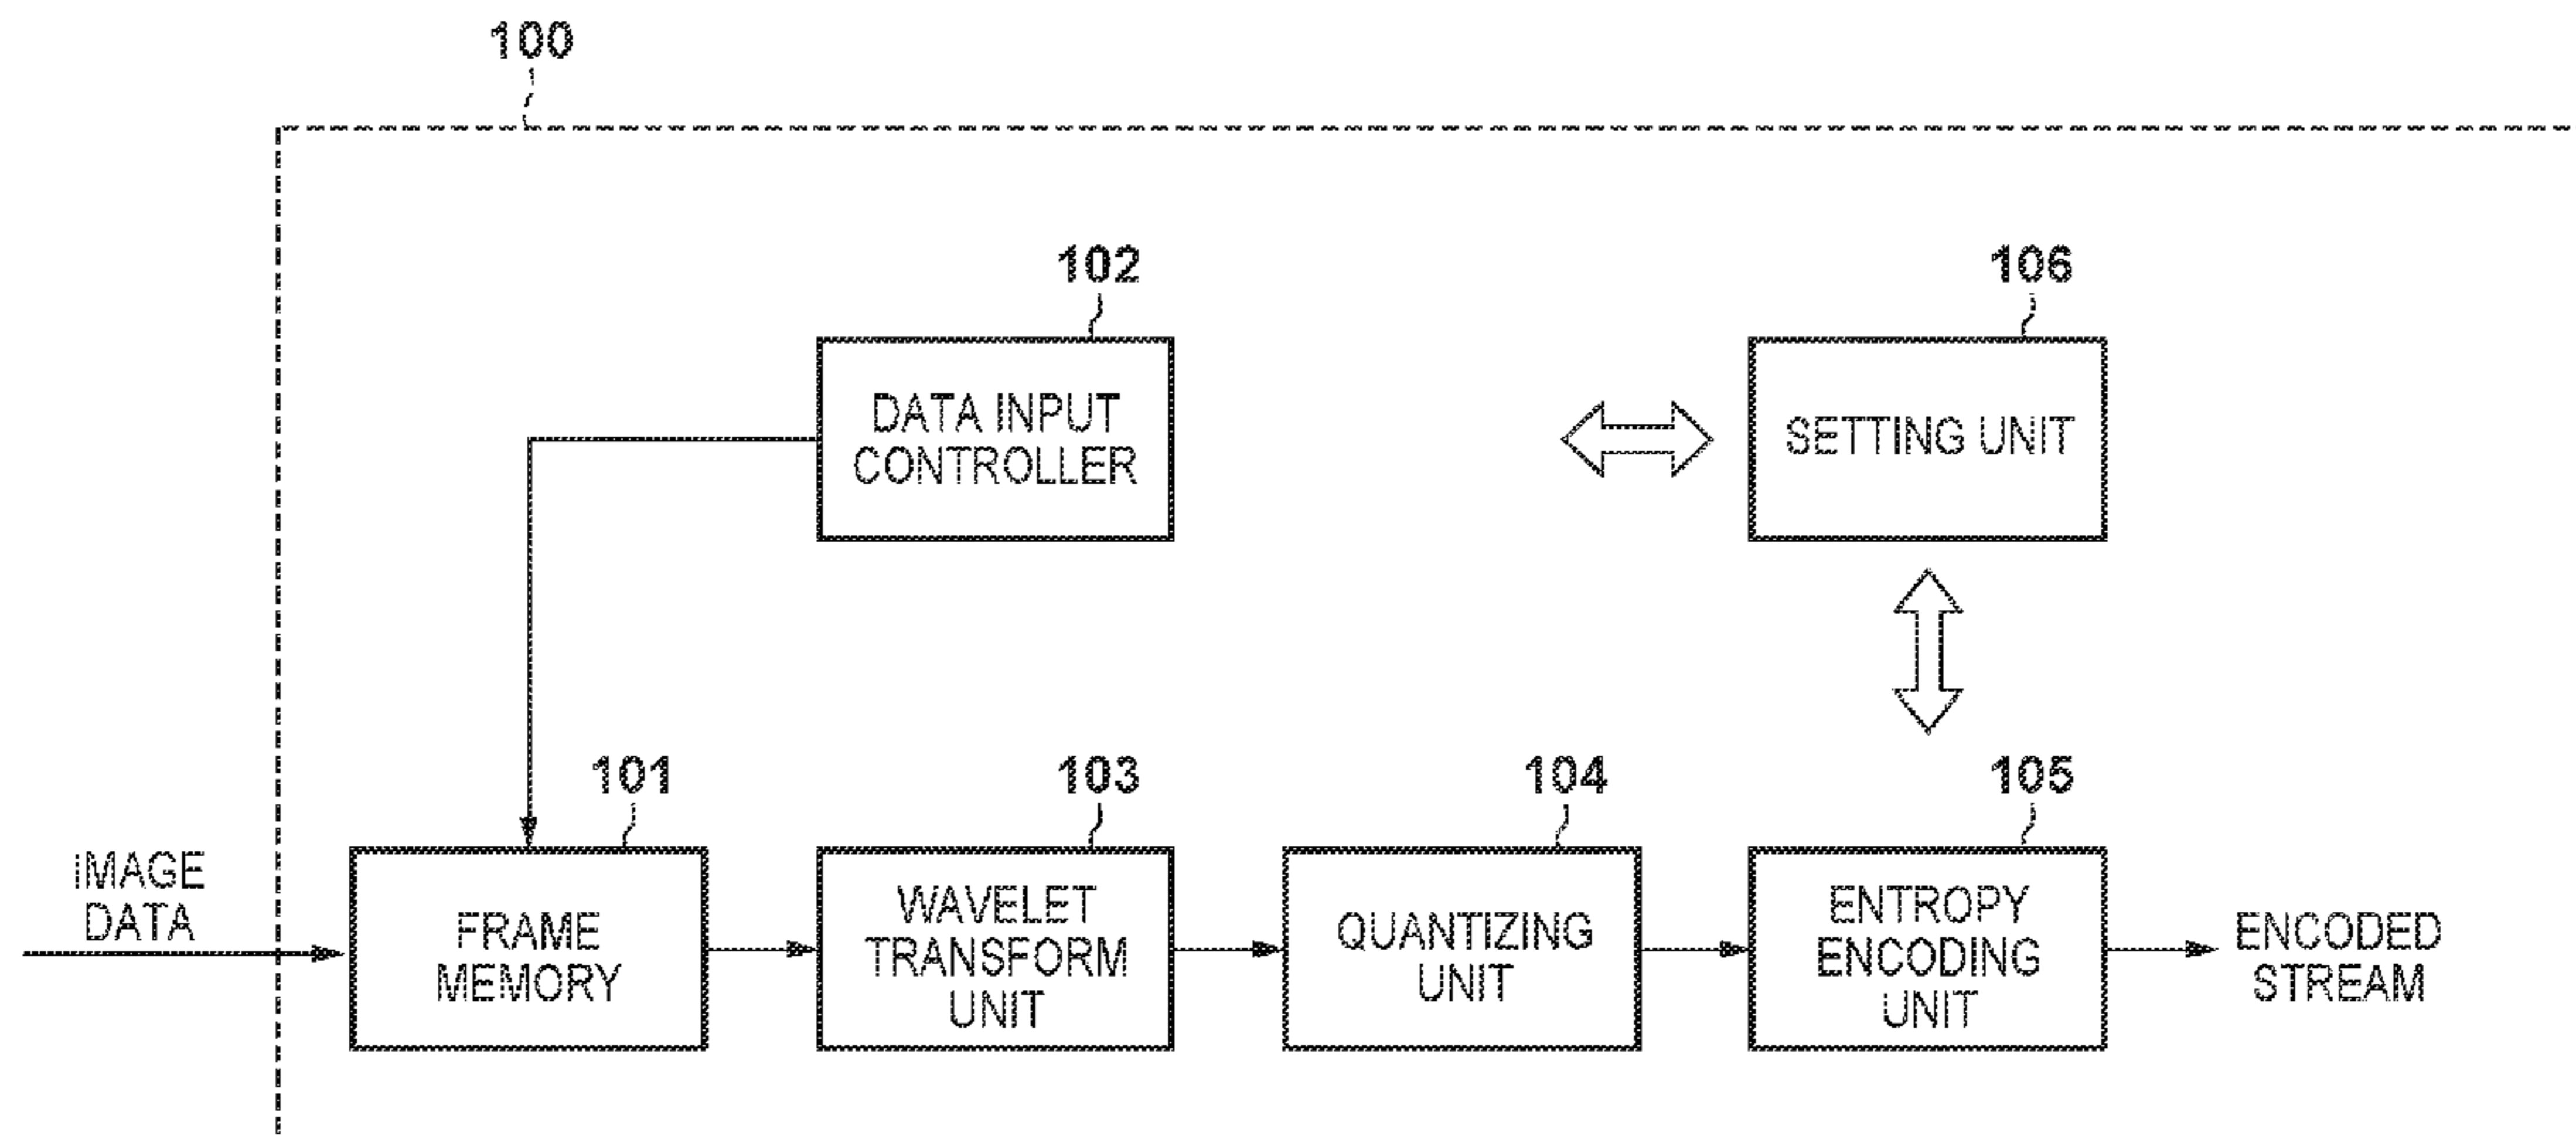 100
102
DATA INPUT
CONTROLLER
106
SETTING UNIT
IMAGE
DATA
101
FRAME
MEMORY
103
WAVELET
TRANSFORM
UNIT
104
QUANTIZING
UNIT
105
ENTROPY
ENCODING
UNIT
ENCODED
STREAM